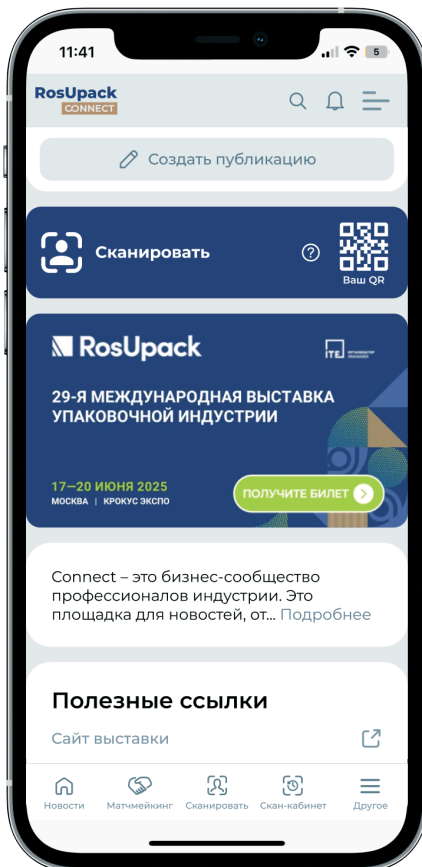 11:41
5
RosUpack
CONNECT
Создать публикацию
Сканировать
?
Ваш QR
RosUpack
ITE
29-Я МЕЖДУНАРОДНАЯ ВЫСТАВКА
УПАКОВОЧНОЙ ИНДУСТРИИ
17–20 ИЮНЯ 2025
МОСКВА | КРОКУС ЭКСПО
ПОЛУЧИТЕ БИЛЕТ
Connect – это бизнес-сообщество
профессионалов индустрии. Это
площадка для новостей, от... Подробнее
Полезные ссылки
Сайт выставки
Новости Матчмейкинг Сканировать Скан-кабинет Другое